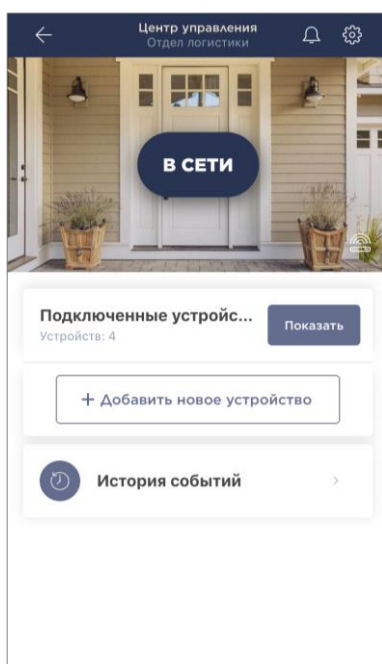 Центр управления
Отдел логистики
В СЕТИ
Подключенные устройс...
Устройств: 4
Показать
+ Добавить новое устройство
История событий